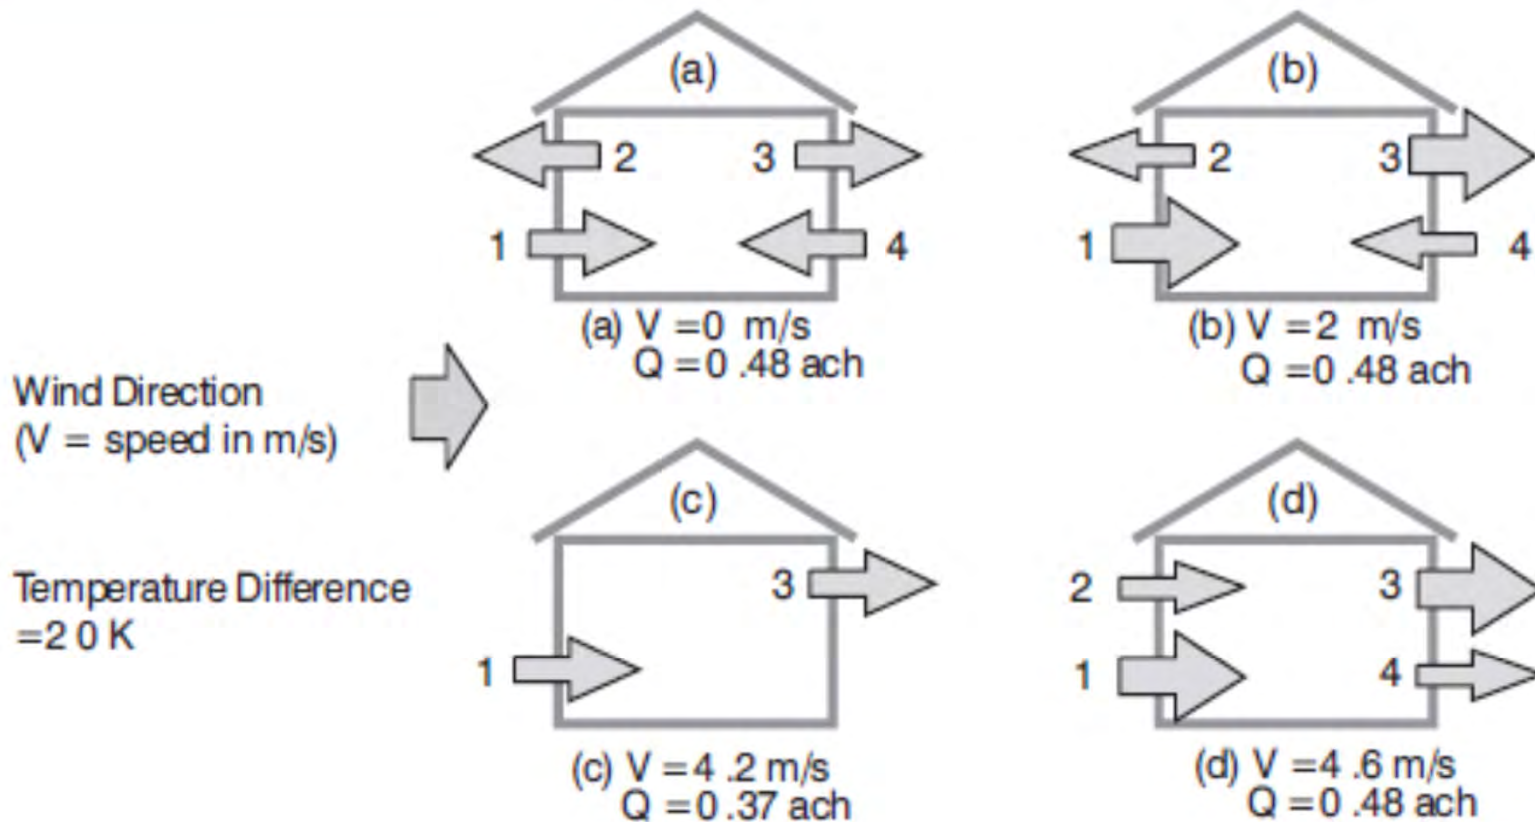 (a)
(b)
2 3
2 3
1 4
1 4
(a) V =0 m/s
Q =0 .48 ach
(b) V =2 m/s
Q =0 .48 ach
Wind Direction
(V = speed in m/s)
(c)
(d)
Temperature Difference
=2 0 K
3
2 3
1
1 4
(c) V =4 .2 m/s
Q =0.37 ach
(d) V =4 .6 m/s
Q =0 .48 ach